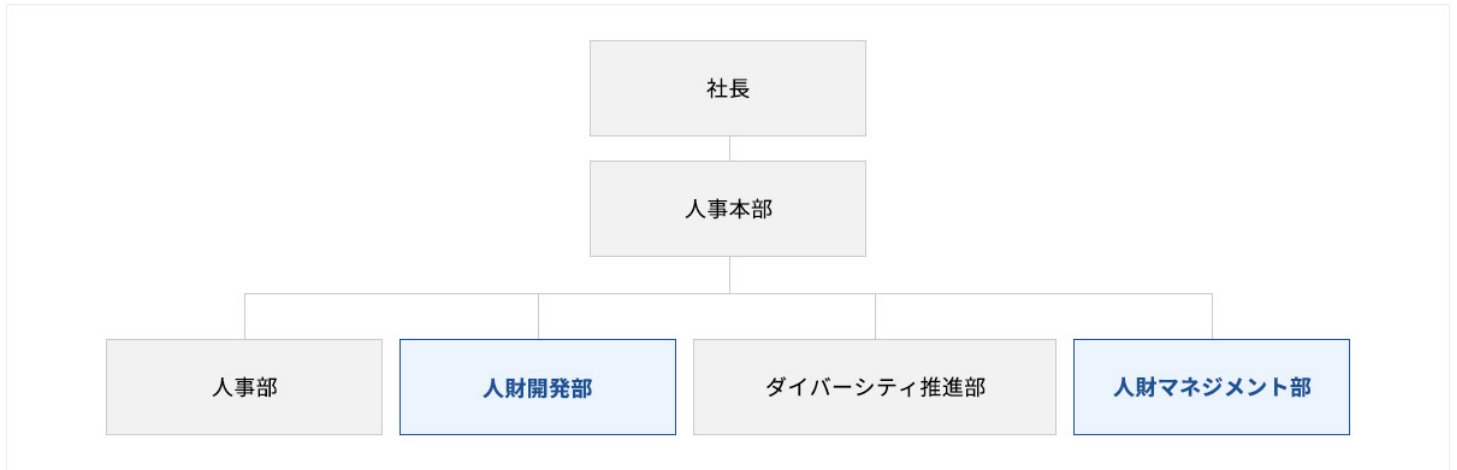 社長
人事本部
人事部
人財開発部
ダイバーシティ推進部
人財マネジメント部